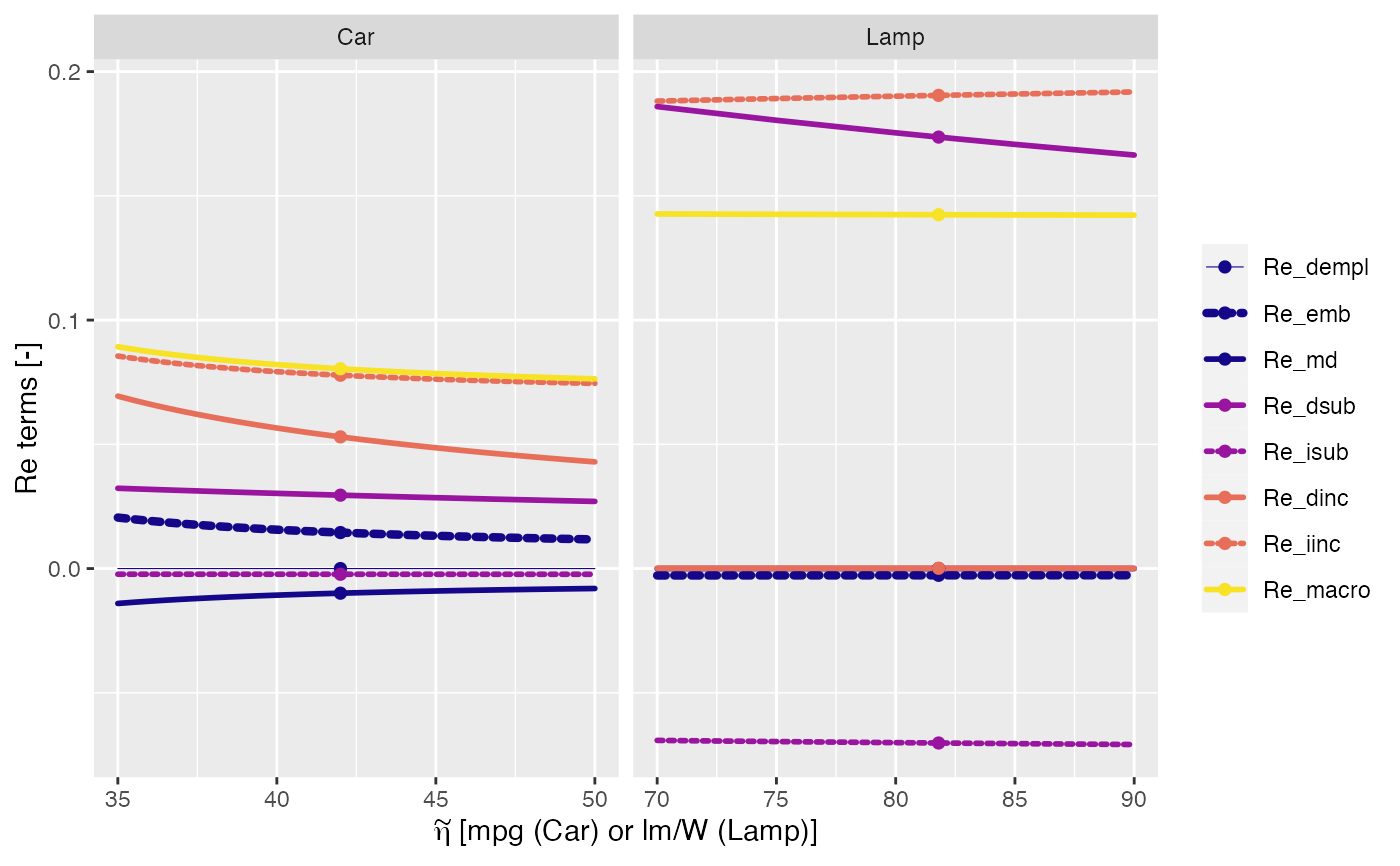 Car
Lamp
0.2
0.1
0.0
Re terms [-]
35 40 45 50
70 75 80 85 90
η̃ [mpg (Car) or lm/W (Lamp)]
Re_dempl
Re_emb
Re_md
Re_dsub
Re_isub
Re_dinc
Re_iinc
Re_macro